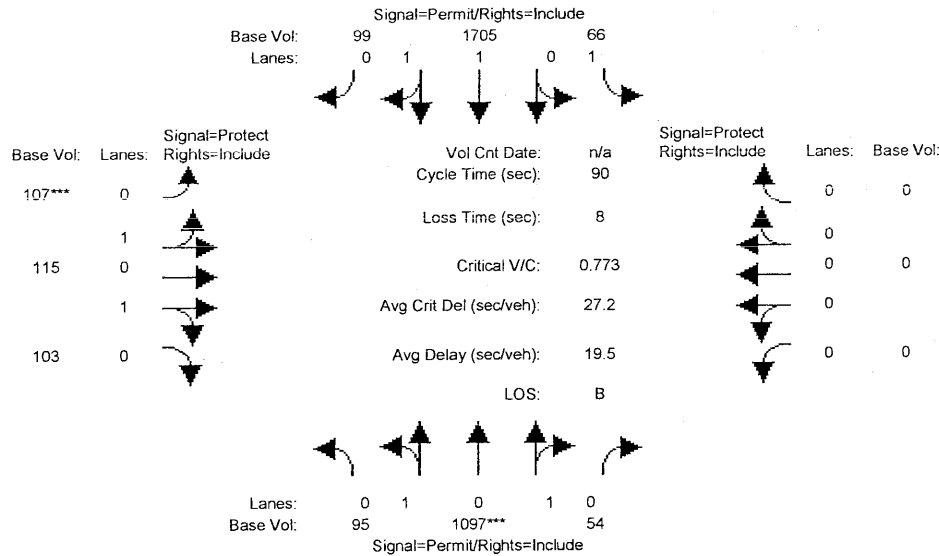 Signal=Permit/Rights=Include
Base Vol: 99 1705 66
Lanes: 0 1 1 0 1
Signal=Protect
Base Vol: Lanes: Rights=Include
107*** 0
1
115 0
1
103 0
Vol Cnt Date: n/a
Cycle Time (sec): 90
Loss Time (sec): 8
Critical V/C: 0.773
Avg Crit Del (sec/veh): 27.2
Avg Delay (sec/veh): 19.5
LOS: B
Signal=Protect
Rights=Include Lanes: Base Vol:
0 0
0
0 0
0
0 0
Lanes: 0 1 0 1 0
Base Vol: 95 1097*** 54
Signal=Permit/Rights=Include